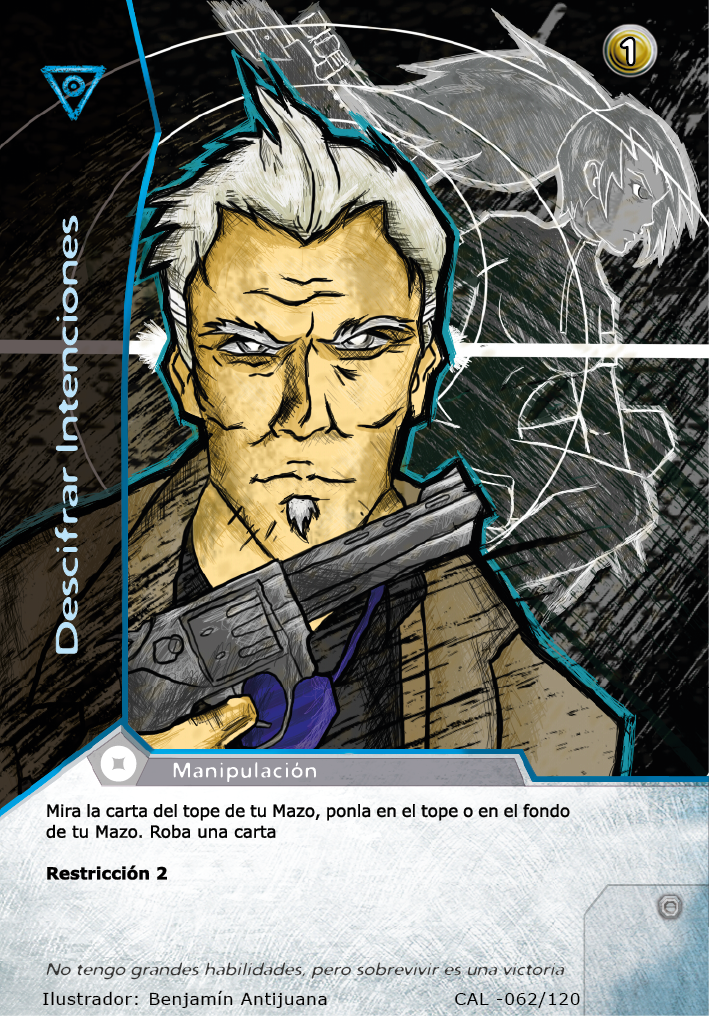 1
Descifrar Intenciones
Manipulación
Mira la carta del tope de tu Mazo, ponla en el tope o en el fondo
de tu Mazo. Roba una carta
Restricción 2
No tengo grandes habilidades, pero sobrevivir es una victoria
Ilustrador: Benjamín Antijuana CAL -062/120